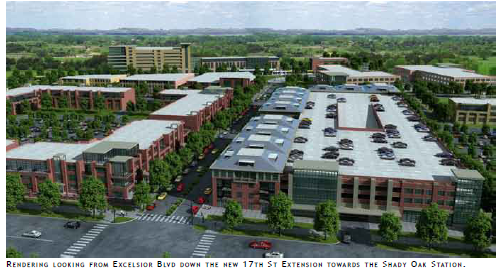 Rendering looking from Excelsior Blvd down the new 17th St Extension towards the Shady Oak Station.